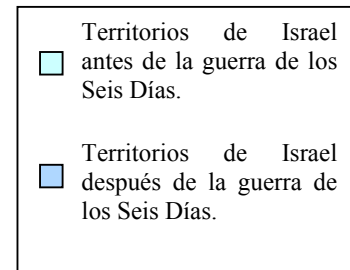 Territorios de Israel
antes de la guerra de los
Seis Días.
Territorios de Israel
después de la guerra de
los Seis Días.